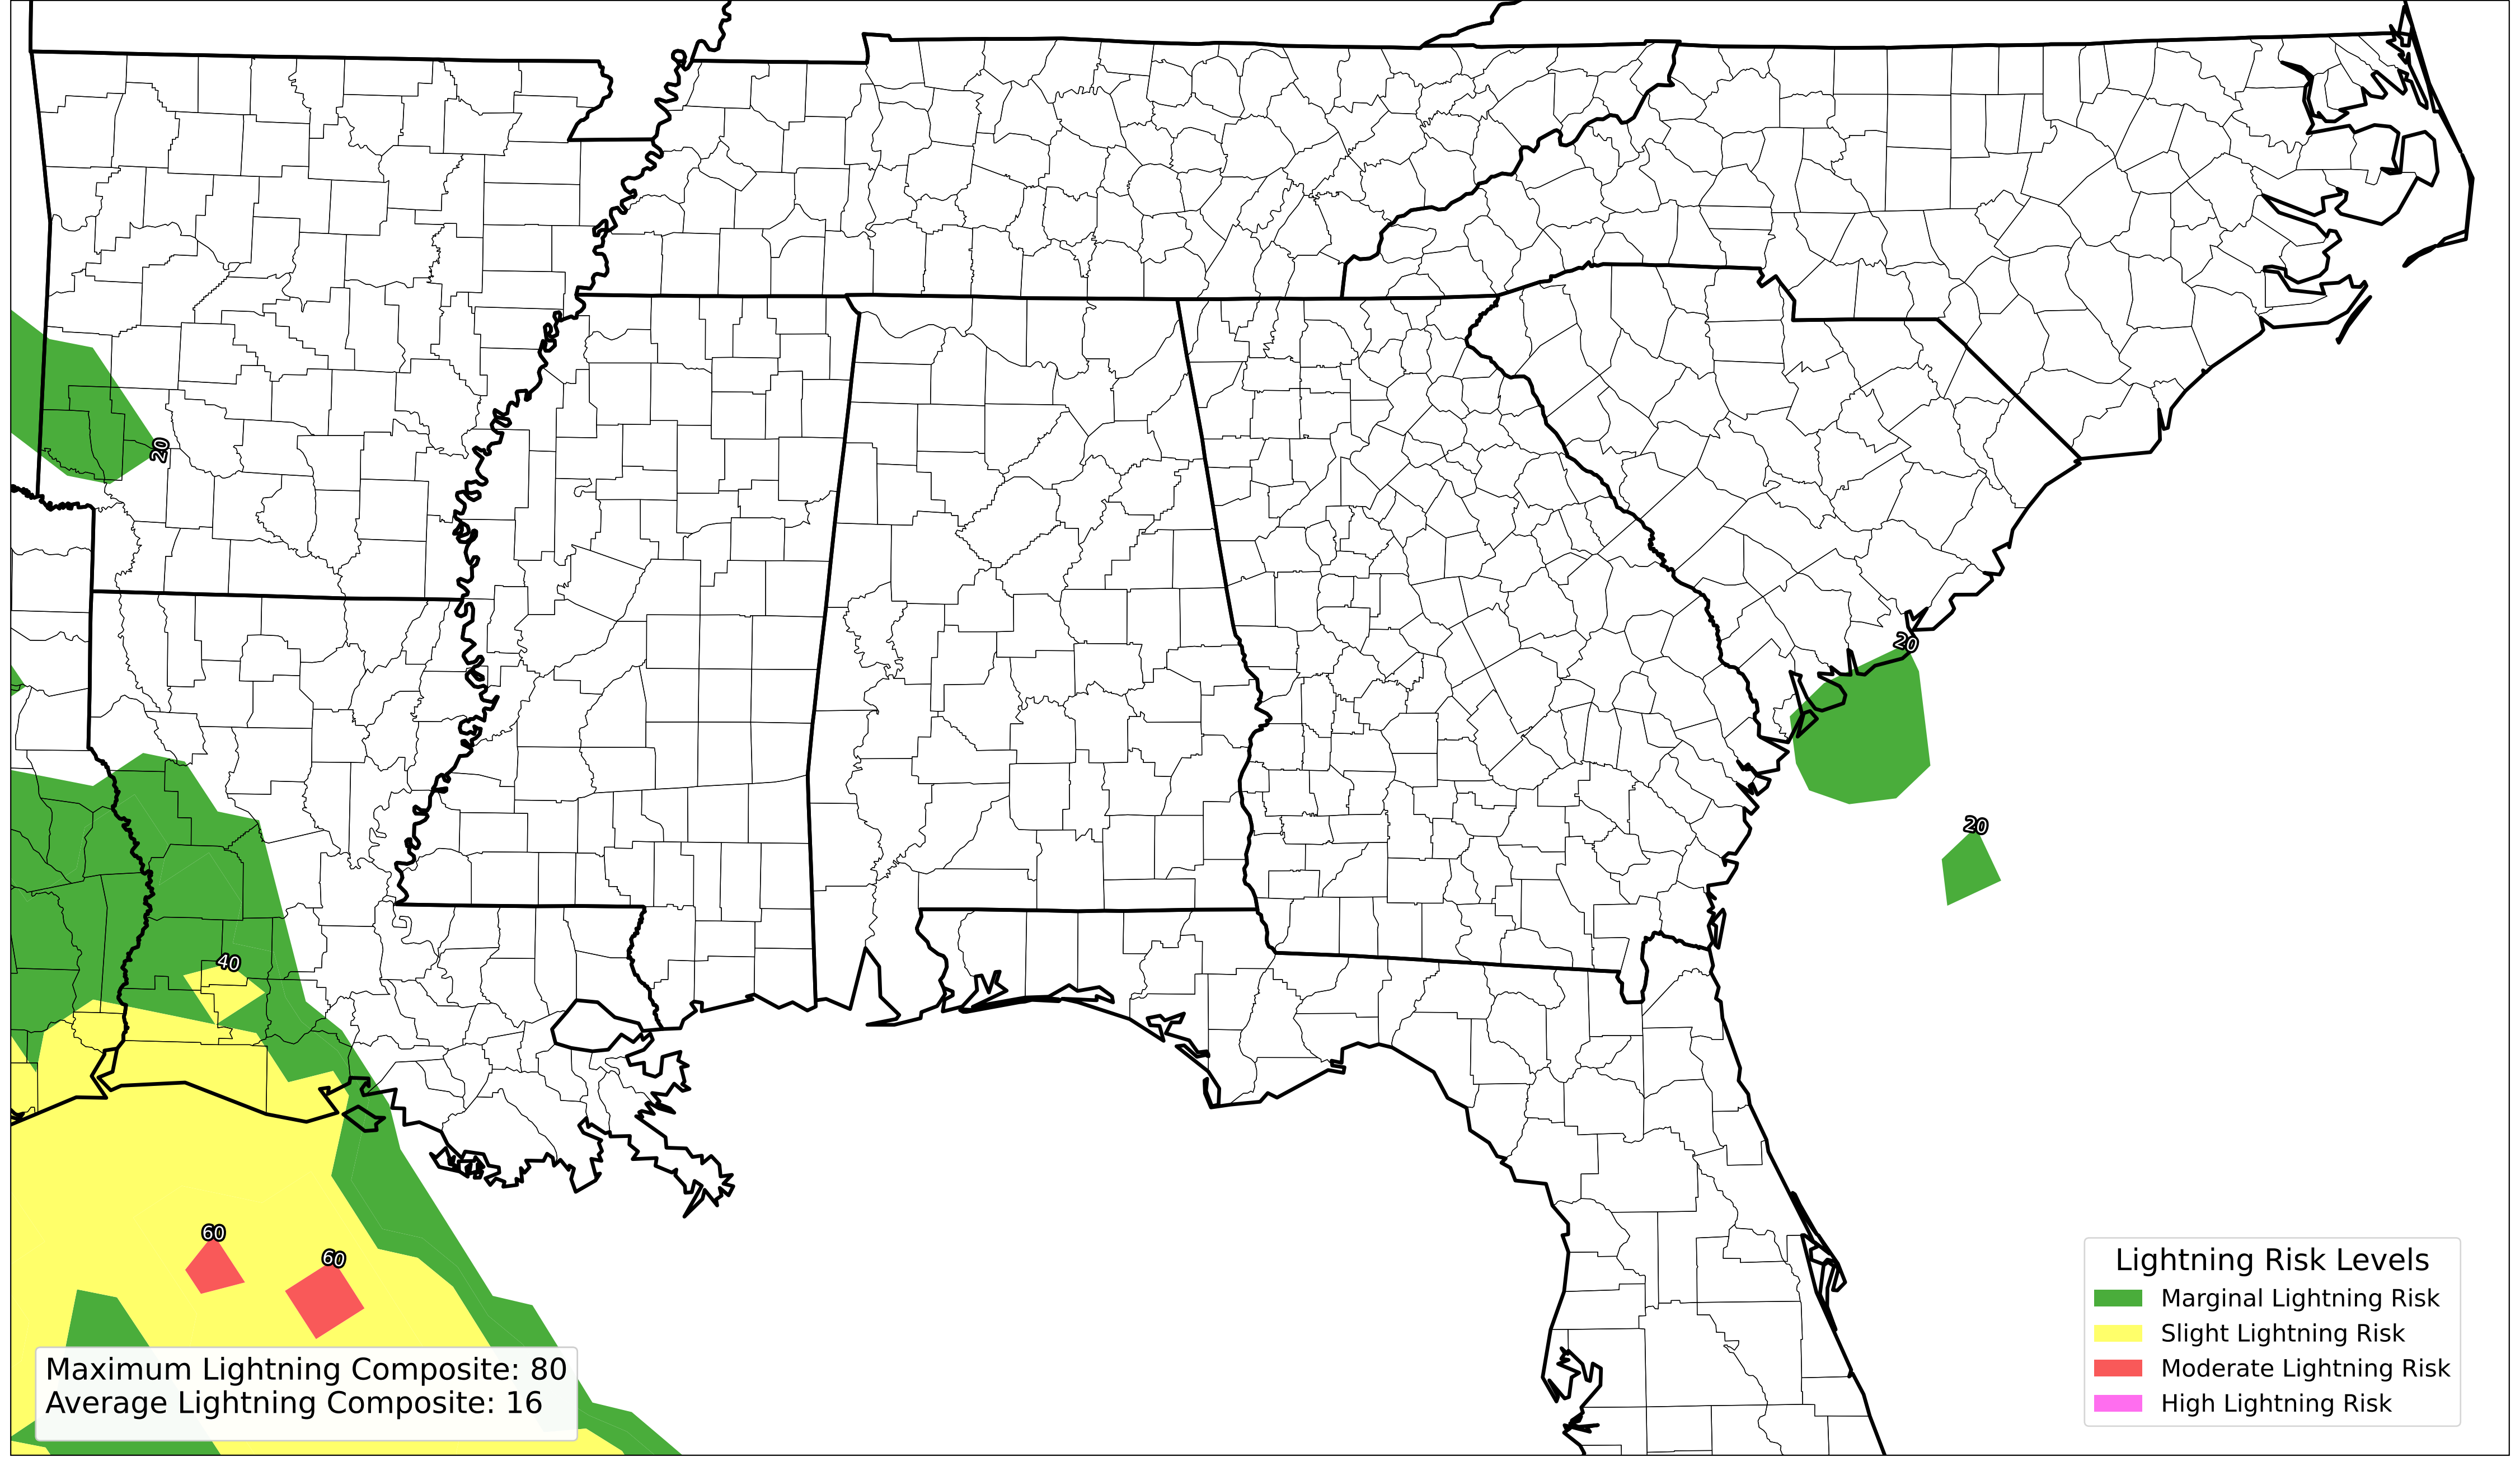 20
20
20
40
60
60
Lightning Risk Levels
Marginal Lightning Risk
Slight Lightning Risk
Moderate Lightning Risk
High Lightning Risk
Maximum Lightning Composite: 80
Average Lightning Composite: 16